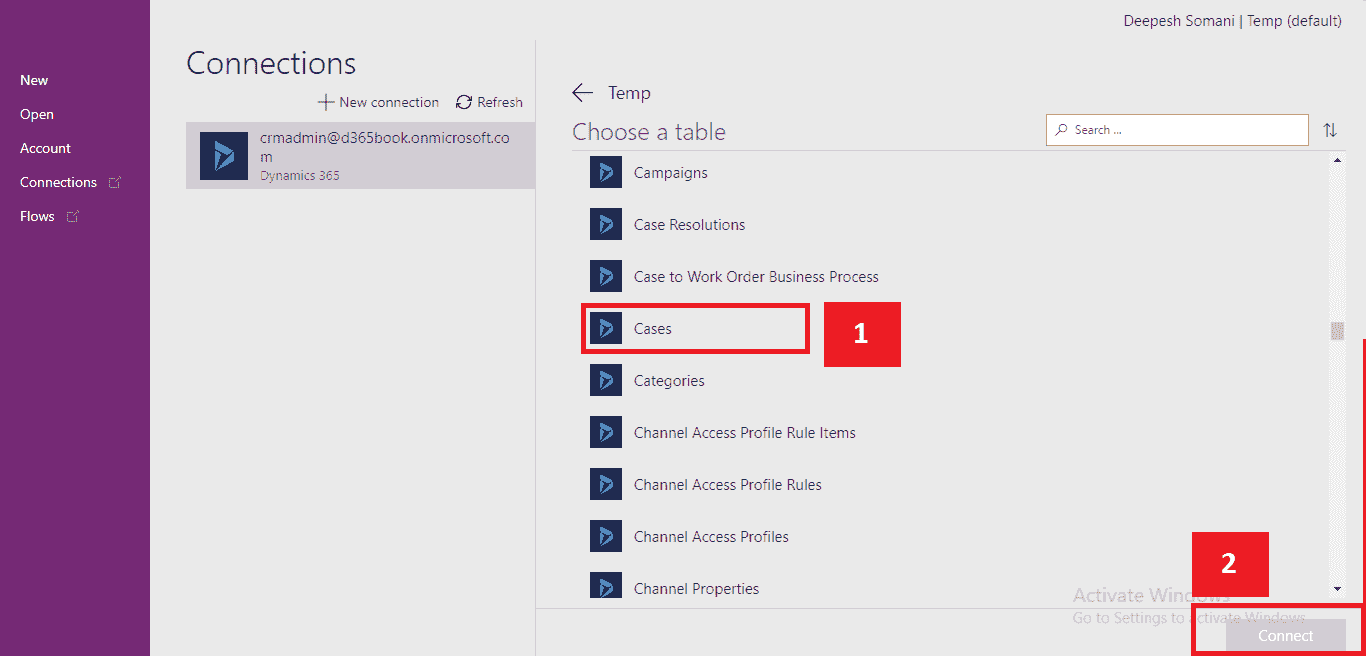 Deepesh Somani | Temp (default)
New
Open
Account
Connections
Flows
Connections
New connection
Refresh
crmadmin@d365book.onmicrosoft.co
m
Dynamics 365
Temp
Choose a table
Search ...
Campaigns
Case Resolutions
Case to Work Order Business Process
Cases
1
Categories
Channel Access Profile Rule Items
Channel Access Profile Rules
Channel Access Profiles
Channel Properties
2
Activate Windows
Go to Settings to activate Windows.
Connect